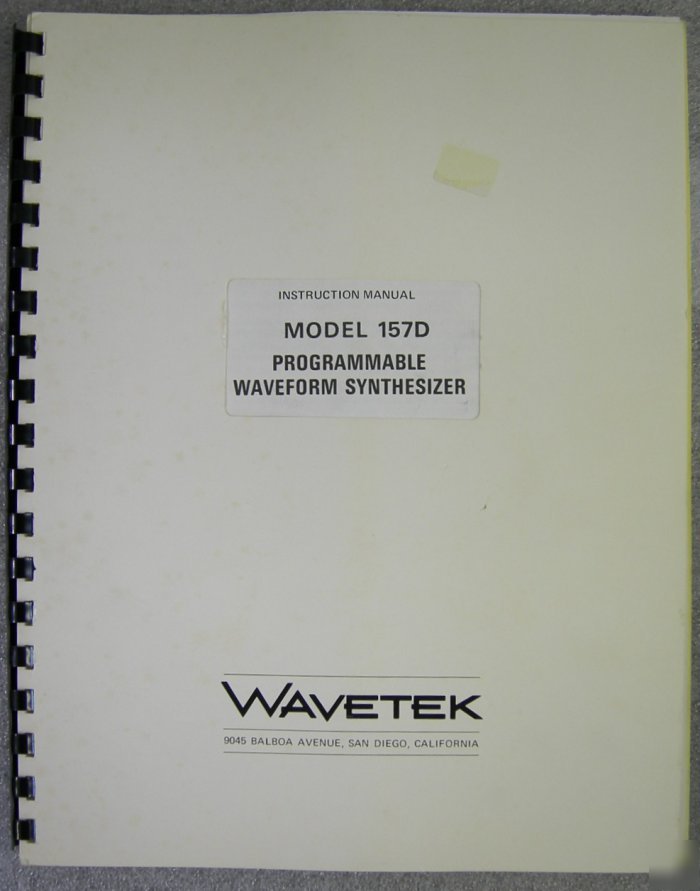 INSTRUCTION MANUAL
MODEL 157D
PROGRAMMABLE
WAVEFORM SYNTHESIZER
WAVETEK
9045 BALBOA AVENUE, SAN DIEGO, CALIFORNIA